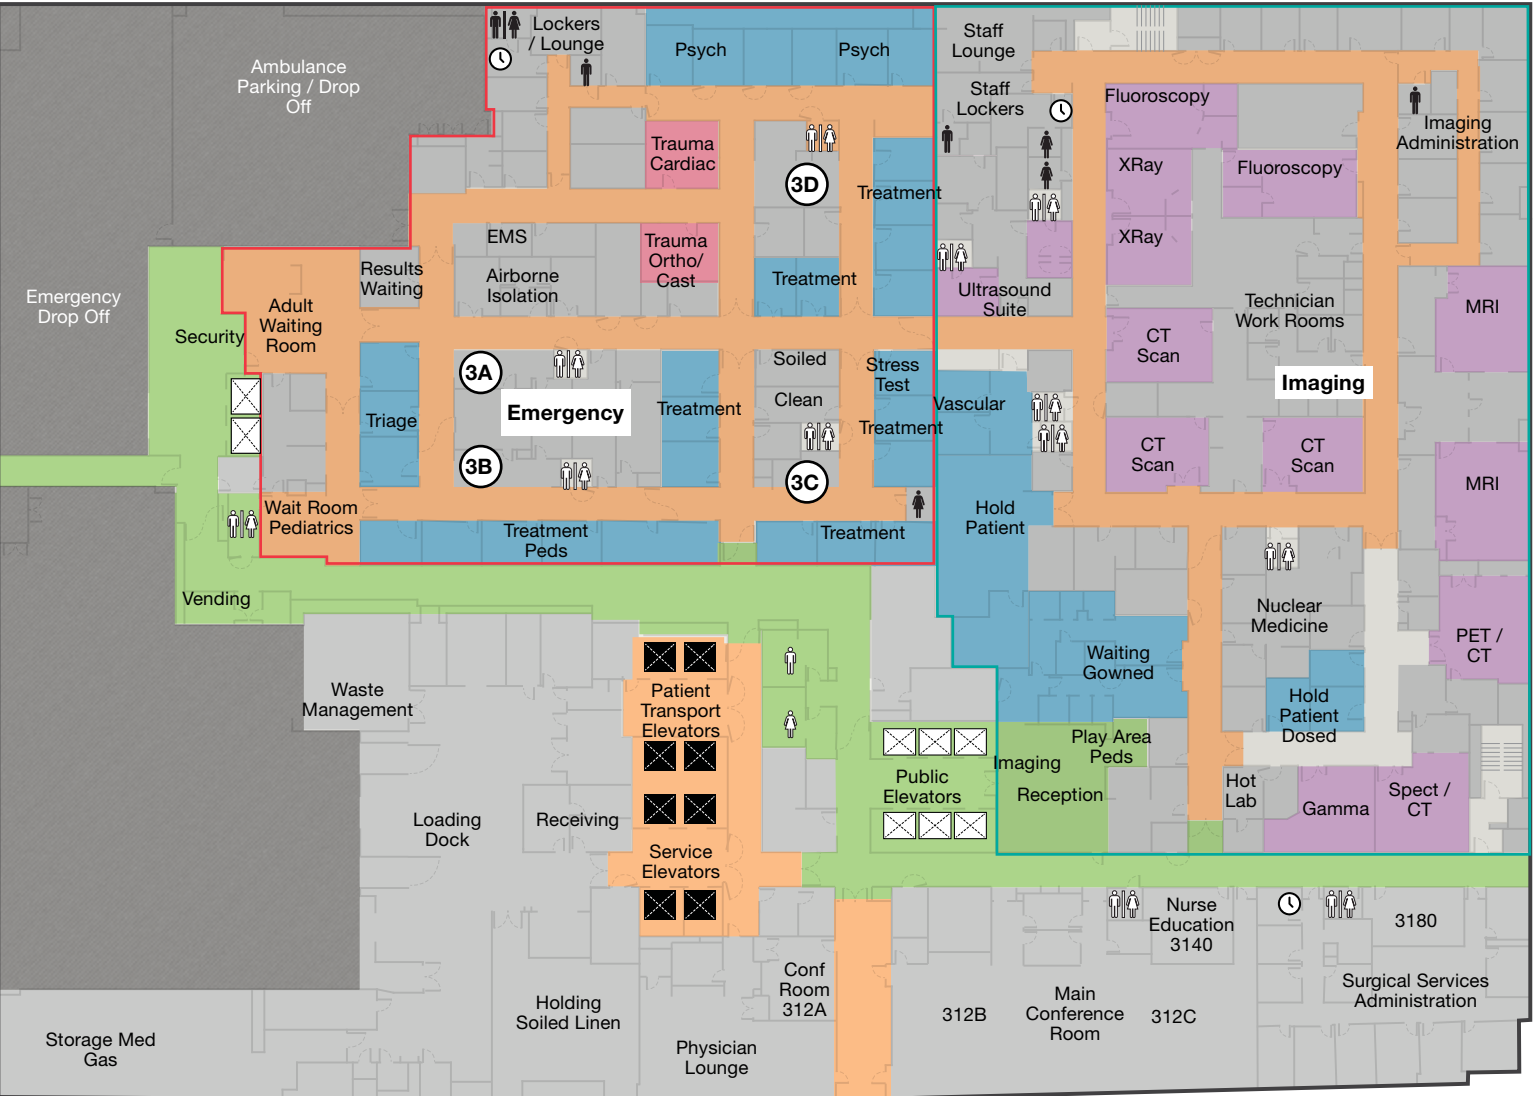 Lockers
/ Lounge
Psych
Psych
Staff
Lounge
Ambulance
Parking / Drop
Off
Staff
Lockers
Fluoroscopy
Imaging
Administration
Trauma
Cardiac
3D
Treatment
XRay
Fluoroscopy
EMS
Airborne
Isolation
Trauma
Ortho/
Cast
Treatment
XRay
Results
Waiting
Ultrasound
Suite
Technician
Work Rooms
MRI
Emergency
Drop Off
Security
Adult
Waiting
Room
CT
Scan
3A
Soiled
Clean
Stress
Test
Imaging
Triage
Emergency
Treatment
Treatment
Vascular
3B
3C
CT
Scan
CT
Scan
MRI
Wait Room
Pediatrics
Treatment
Peds
Treatment
Hold
Patient
Vending
Nuclear
Medicine
PET /
CT
Waiting
Gowned
Waste
Management
Patient
Transport
Elevators
Hold
Patient
Dosed
Play Area
Peds
Imaging
Reception
Public
Elevators
Hot
Lab
Gamma
Spect /
CT
Loading
Dock
Receiving
Service
Elevators
Nurse
Education
3140
3180
Conf
Room
312A
312B
Main
Conference
Room
312C
Surgical Services
Administration
Holding
Soiled Linen
Physician
Lounge
Storage Med
Gas